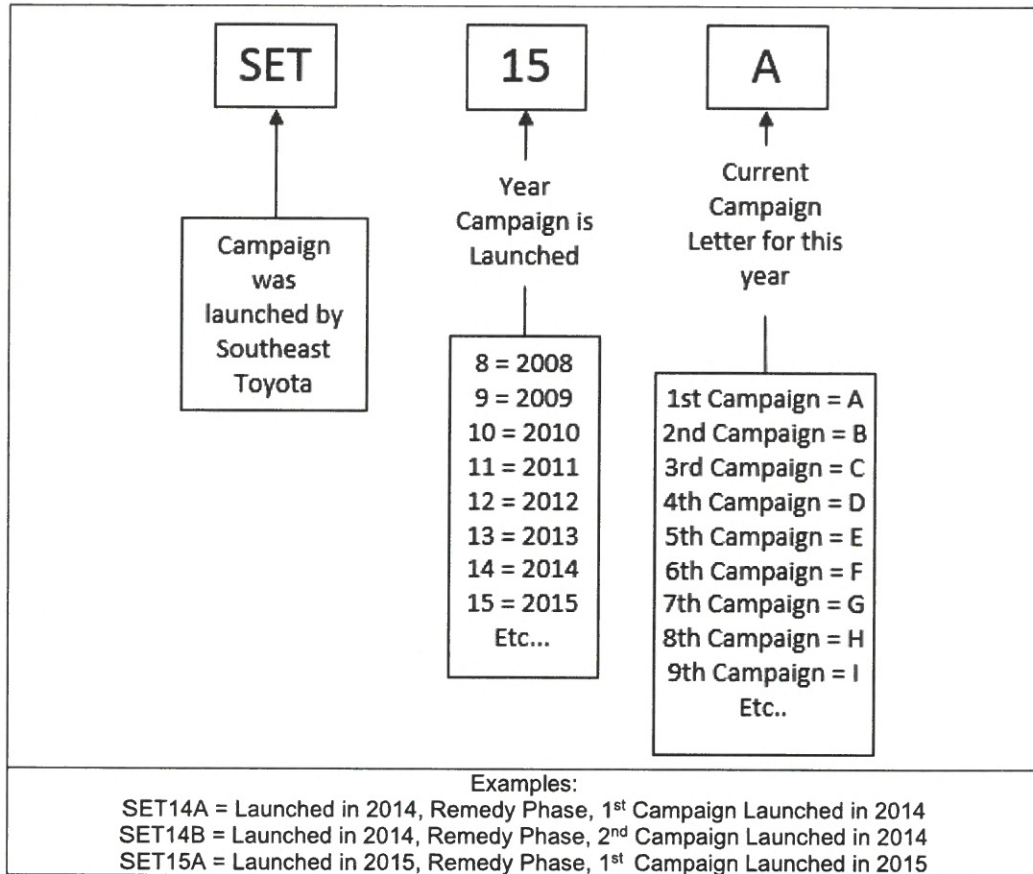 SET
15
A
Campaign
was
launched by
Southeast
Toyota
Year
Campaign is
Launched
8 = 2008
9 = 2009
10 = 2010
11 = 2011
12 = 2012
13 = 2013
14 = 2014
15 = 2015
Etc...
Current
Campaign
Letter for this
year
1st Campaign = A
2nd Campaign = B
3rd Campaign = C
4th Campaign = D
5th Campaign = E
6th Campaign = F
7th Campaign = G
8th Campaign = H
9th Campaign = I
Etc..
Examples:
SET14A = Launched in 2014, Remedy Phase, 1st Campaign Launched in 2014
SET14B = Launched in 2014, Remedy Phase, 2nd Campaign Launched in 2014
SET15A = Launched in 2015, Remedy Phase, 1st Campaign Launched in 2015